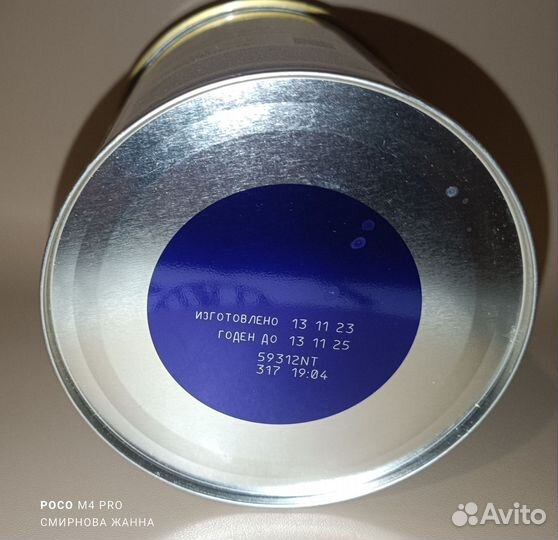 ИЗГОТОВЛЕНО 13 11 23
ГОДЕН ДО 13 11 25
59312NT
317 19:04
POCO M4 PRO
СМИРНОВА ЖАННА
Avito